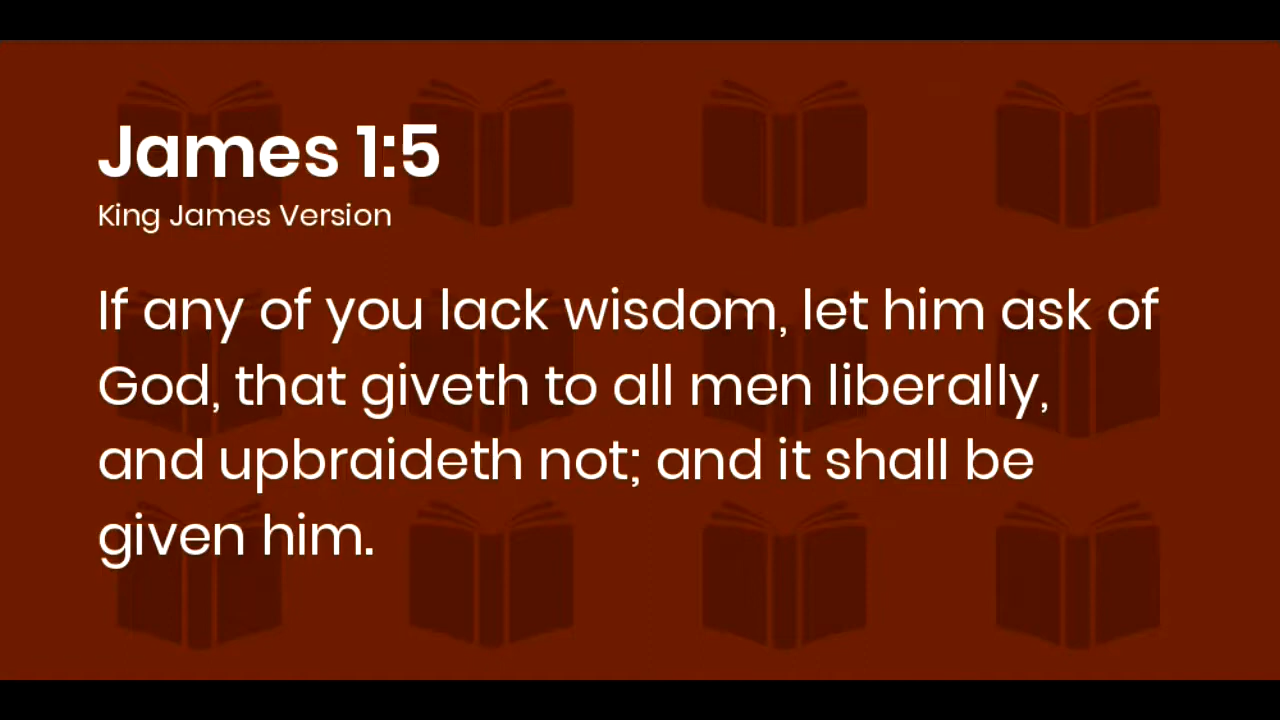 James 1:5
King James Version
If any of you lack wisdom, let him ask of
God, that giveth to all men liberally,
and upbraideth not; and it shall be
given him.